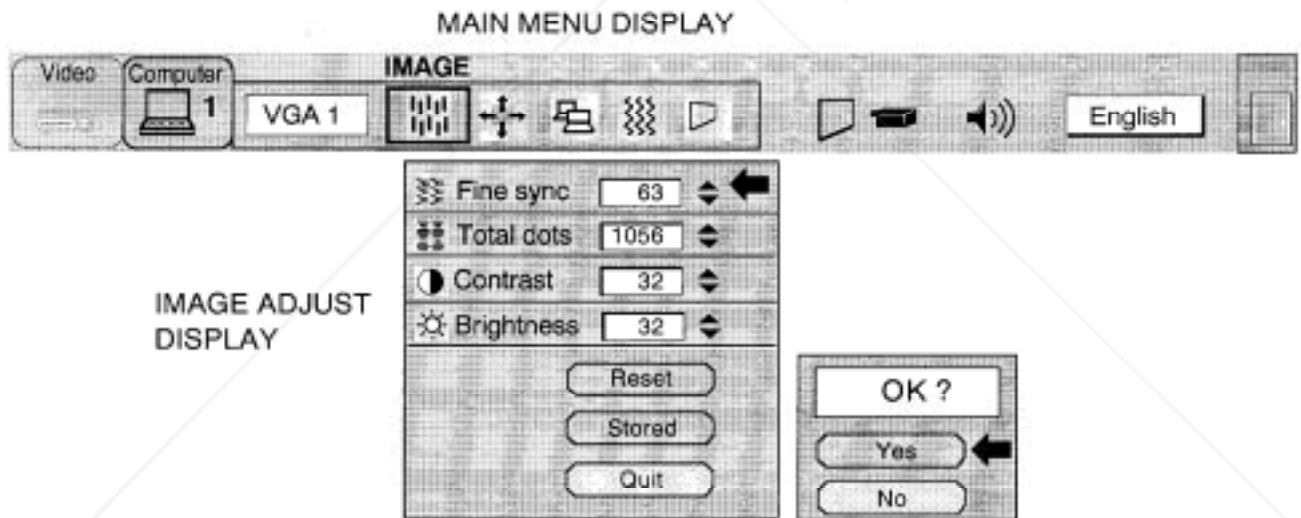 MAIN MENU DISPLAY
Video
Computer
IMAGE
1
VGA 1
English
Fine sync 63
Total dots 1056
Contrast 32
Brightness 32
IMAGE ADJUST
DISPLAY
Reset
Stored
Quit
OK ?
Yes
No